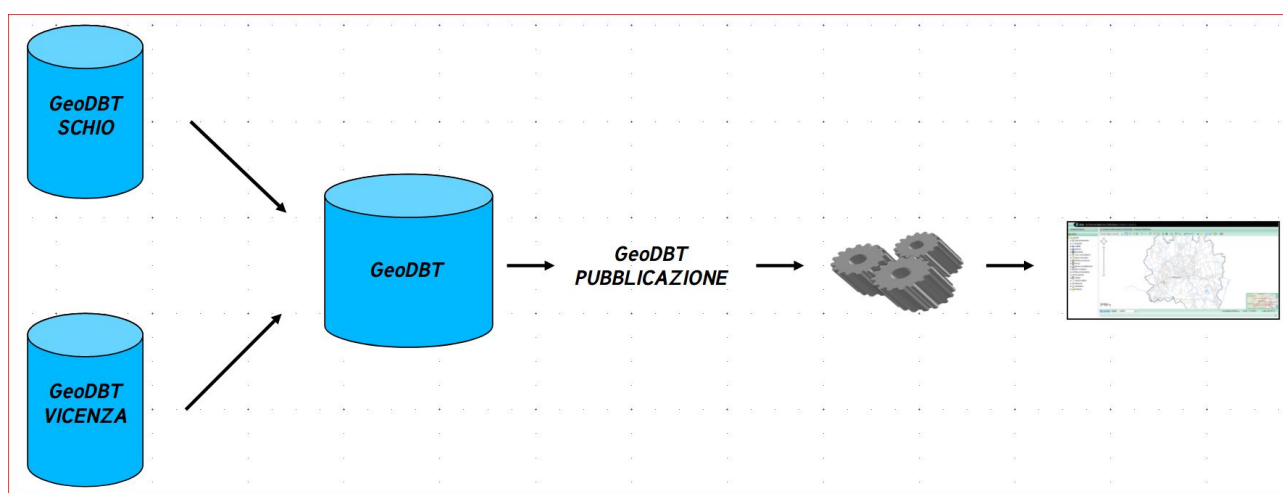 GeoDBT
SCHIO
GeoDBT
VICENZA
GeoDBT
GeoDBT
PUBBLICAZIONE